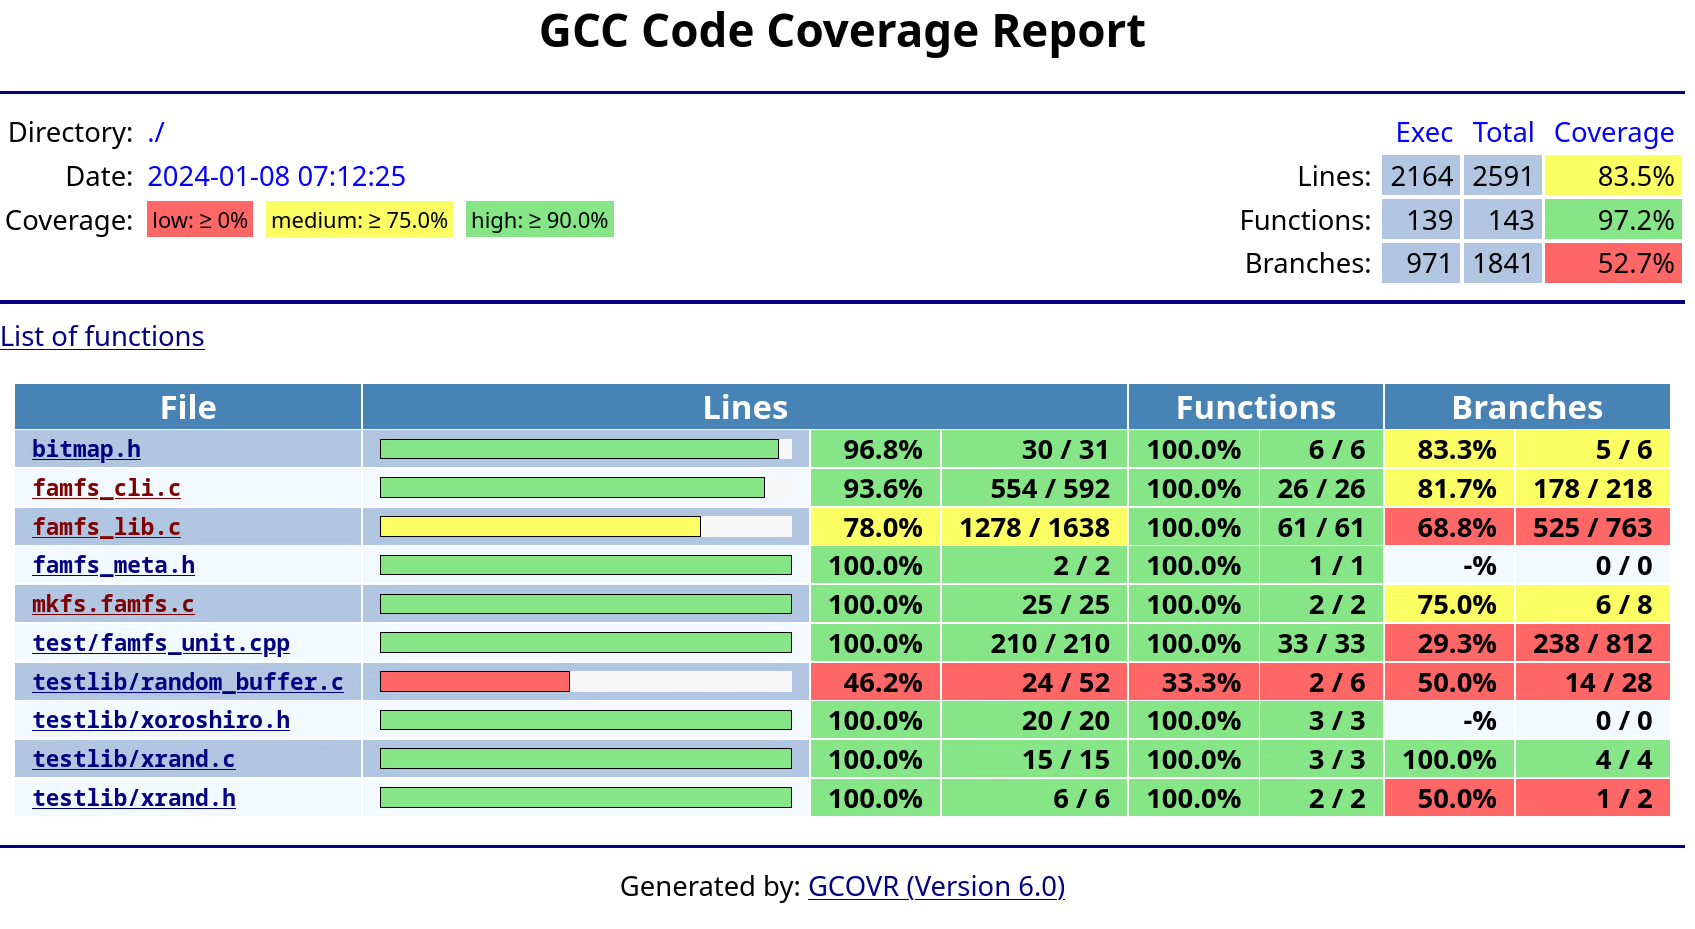 GCC Code Coverage Report
Directory: ./
Date: 2024-01-08 07:12:25
Coverage: low: ≥ 0% medium: ≥ 75.0% high: ≥ 90.0%
Exec Total Coverage
Lines: 2164 2591 83.5%
Functions: 139 143 97.2%
Branches: 971 1841 52.7%
List of functions
File Lines Functions Branches
bitmap.h 96.8% 30 / 31 100.0% 6 / 6 83.3% 5 / 6
famfs_cli.c 93.6% 554 / 592 100.0% 26 / 26 81.7% 178 / 218
famfs_lib.c 78.0% 1278 / 1638 100.0% 61 / 61 68.8% 525 / 763
famfs_meta.h 100.0% 2 / 2 100.0% 1 / 1 -% 0 / 0
mkfs.famfs.c 100.0% 25 / 25 100.0% 2 / 2 75.0% 6 / 8
test/famfs_unit.cpp 100.0% 210 / 210 100.0% 33 / 33 29.3% 238 / 812
testlib/random_buffer.c 46.2% 24 / 52 33.3% 2 / 6 50.0% 14 / 28
testlib/xoroshiro.h 100.0% 20 / 20 100.0% 3 / 3 -% 0 / 0
testlib/xrand.c 100.0% 15 / 15 100.0% 3 / 3 100.0% 4 / 4
testlib/xrand.h 100.0% 6 / 6 100.0% 2 / 2 50.0% 1 / 2
Generated by: GCOVR (Version 6.0)